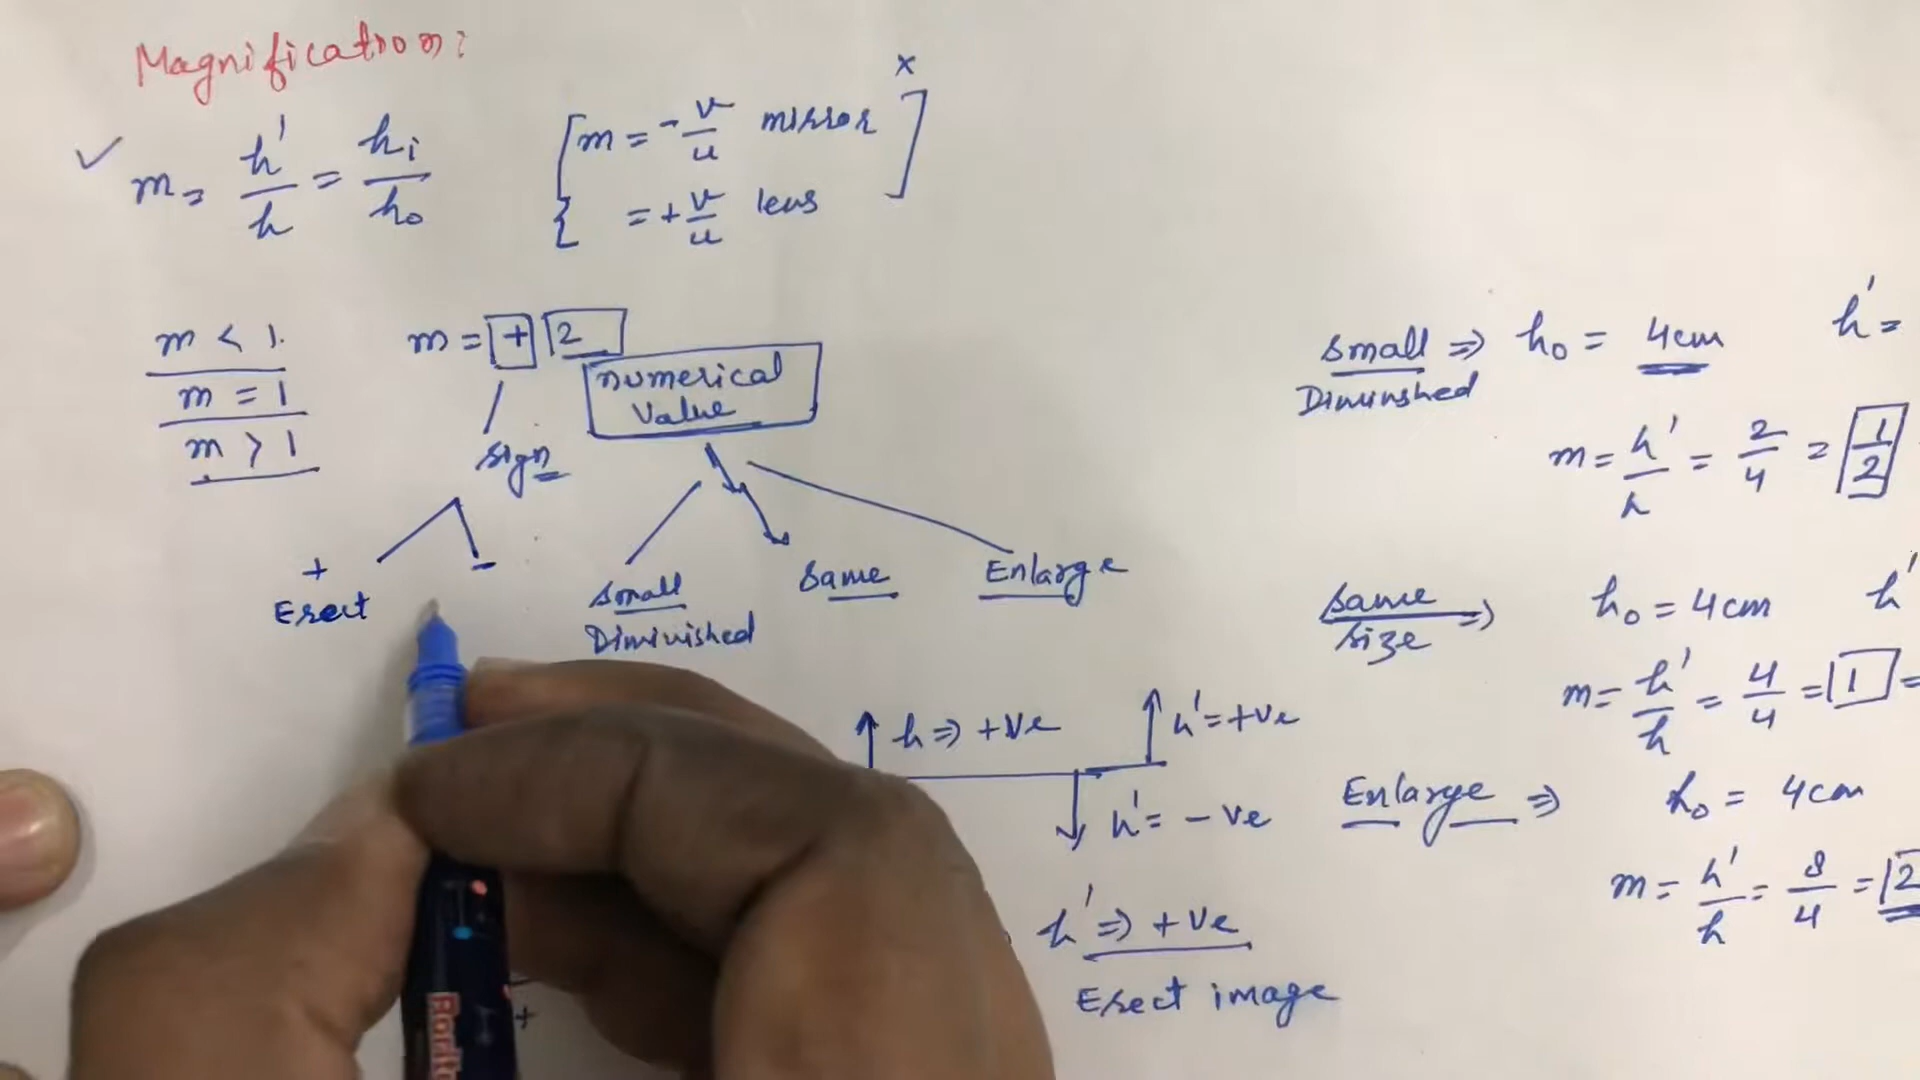 Magnification:
✓ m = h'/h = hi/ho
[ m = - v/u mirror ] x
{ = + v/u lens
m < 1.
m = 1
m > 1
m = + 2
numerical
value
sign
+
-
Erect
Small
Diminished
Same
Enlarge
h ⇒ +ve
h' = +ve
h' = - ve
h' ⇒ +ve
Erect image
small ⇒ ho = 4cm h' =
Diminshed
m = h'/h = 2/4 = 1/2
same
size ⇒ ho = 4cm h'
m = h'/h = 4/4 = 1 =
Enlarge ⇒ ho = 4cm
m = h'/h = 8/4 = 2
+